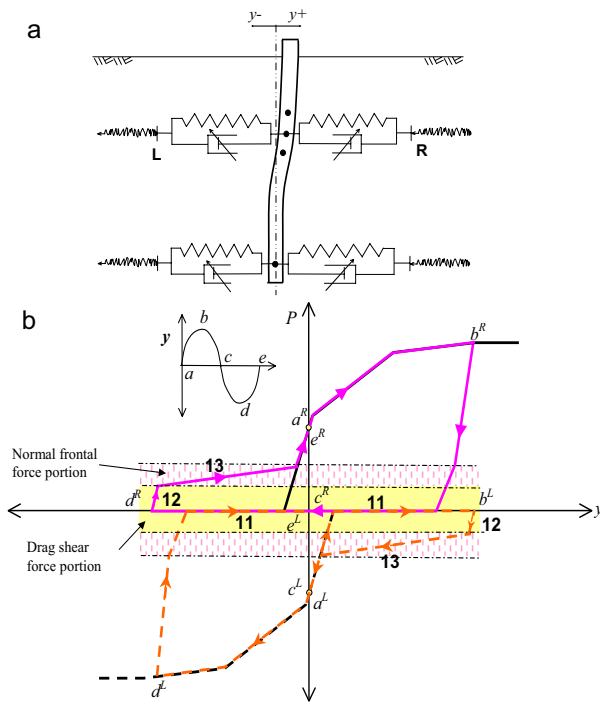 a
y- y+
L
R
b
P
y
b
c
e
a
d
b^R
a^R
e^R
Normal frontal
force portion
13
d^R
12
c^R
11
b^L
y
11
e^L
12
Drag shear
force portion
13
c^L
a^L
d^L